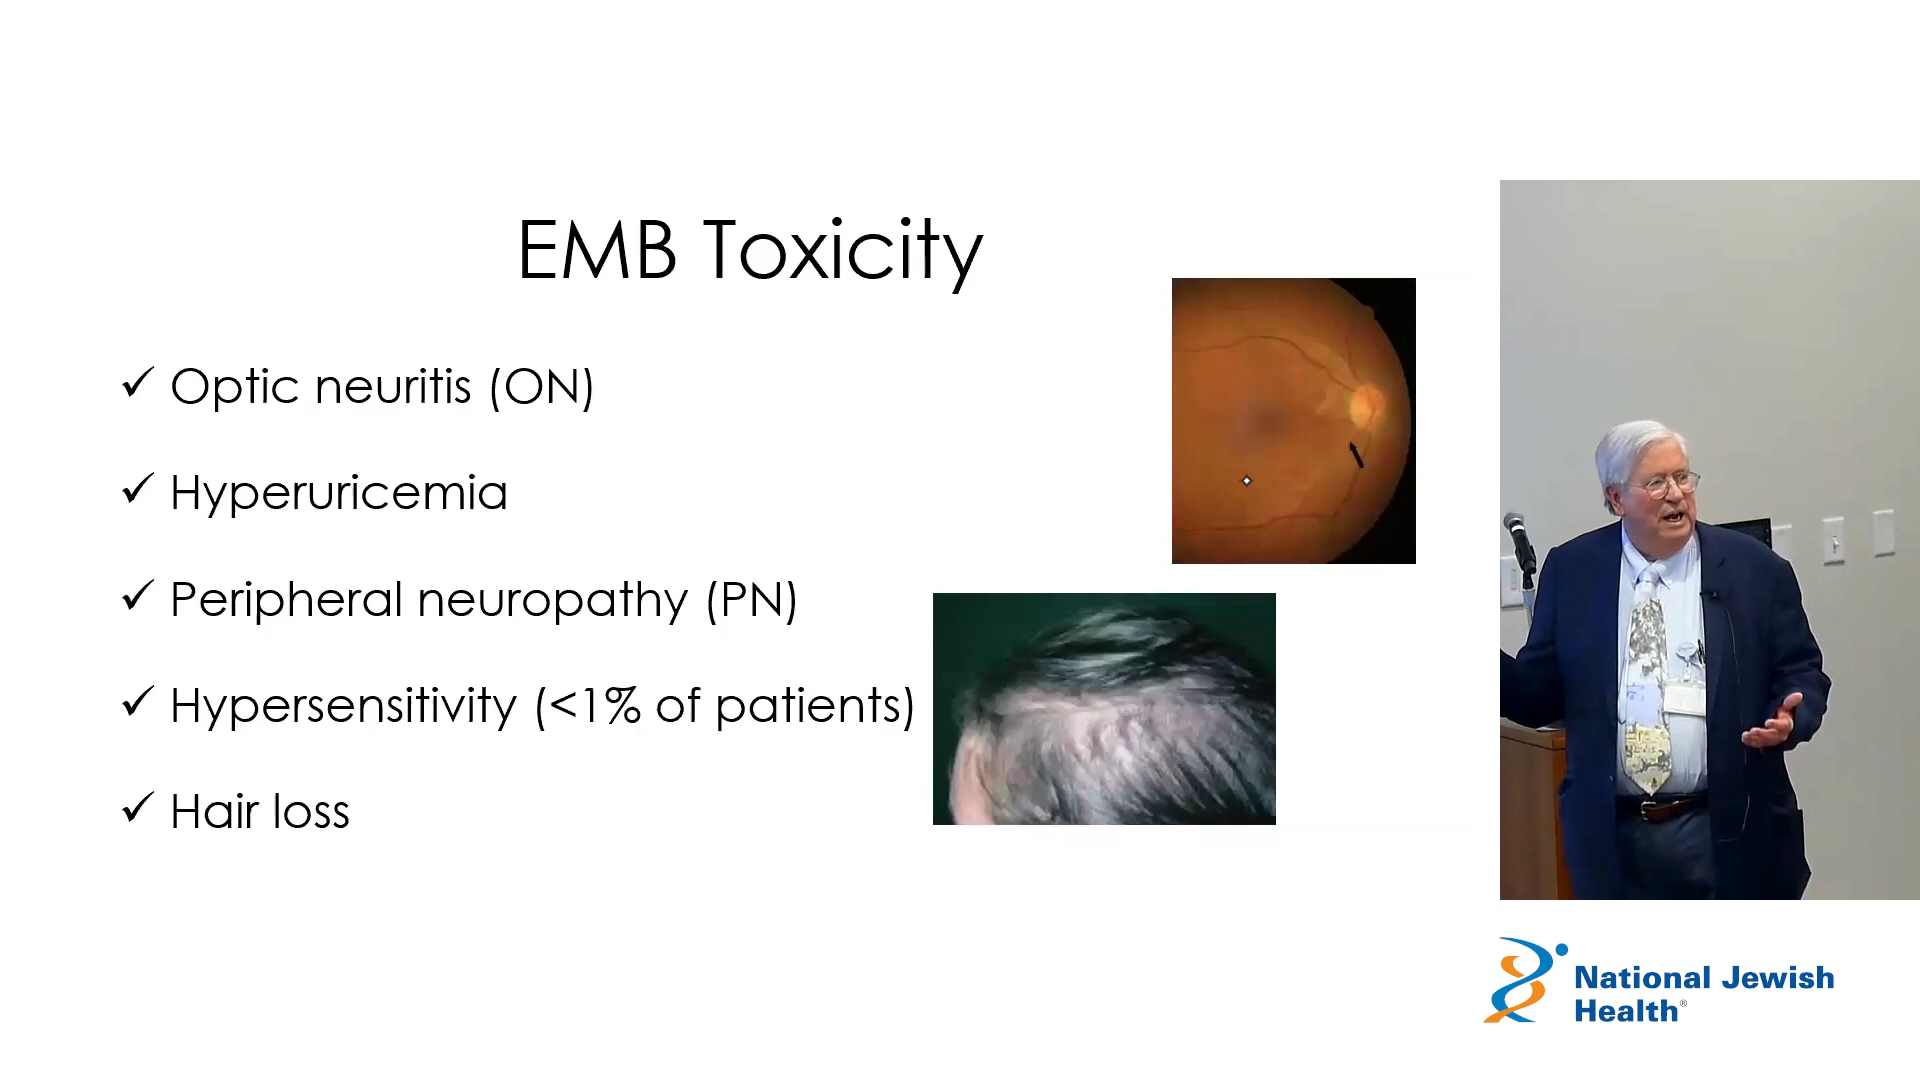 EMB Toxicity
✓ Optic neuritis (ON)
✓ Hyperuricemia
✓ Peripheral neuropathy (PN)
✓ Hypersensitivity (<1% of patients)
✓ Hair loss
National Jewish
Health®